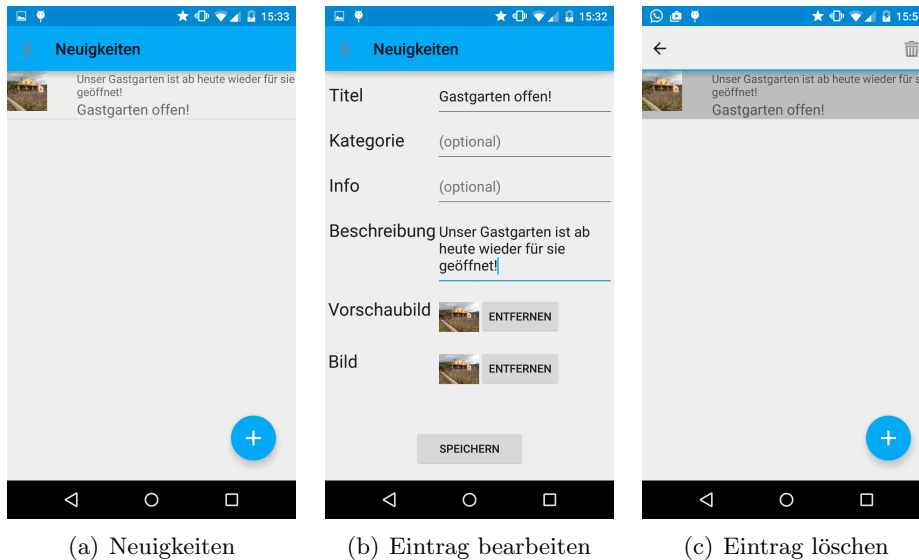 15:33
Neuigkeiten
Unser Gastgarten ist ab heute wieder für sie
geöffnet!
Gastgarten offen!
(a) Neuigkeiten
15:32
Neuigkeiten
Titel
Gastgarten offen!
Kategorie
(optional)
Info
(optional)
Beschreibung
Unser Gastgarten ist ab
heute wieder für sie
geöffnet!
Vorschaubild
ENTFERNEN
Bild
ENTFERNEN
SPEICHERN
(b) Eintrag bearbeiten
15:5
Unser Gastgarten ist ab heute wieder für s
geöffnet!
Gastgarten offen!
(c) Eintrag löschen